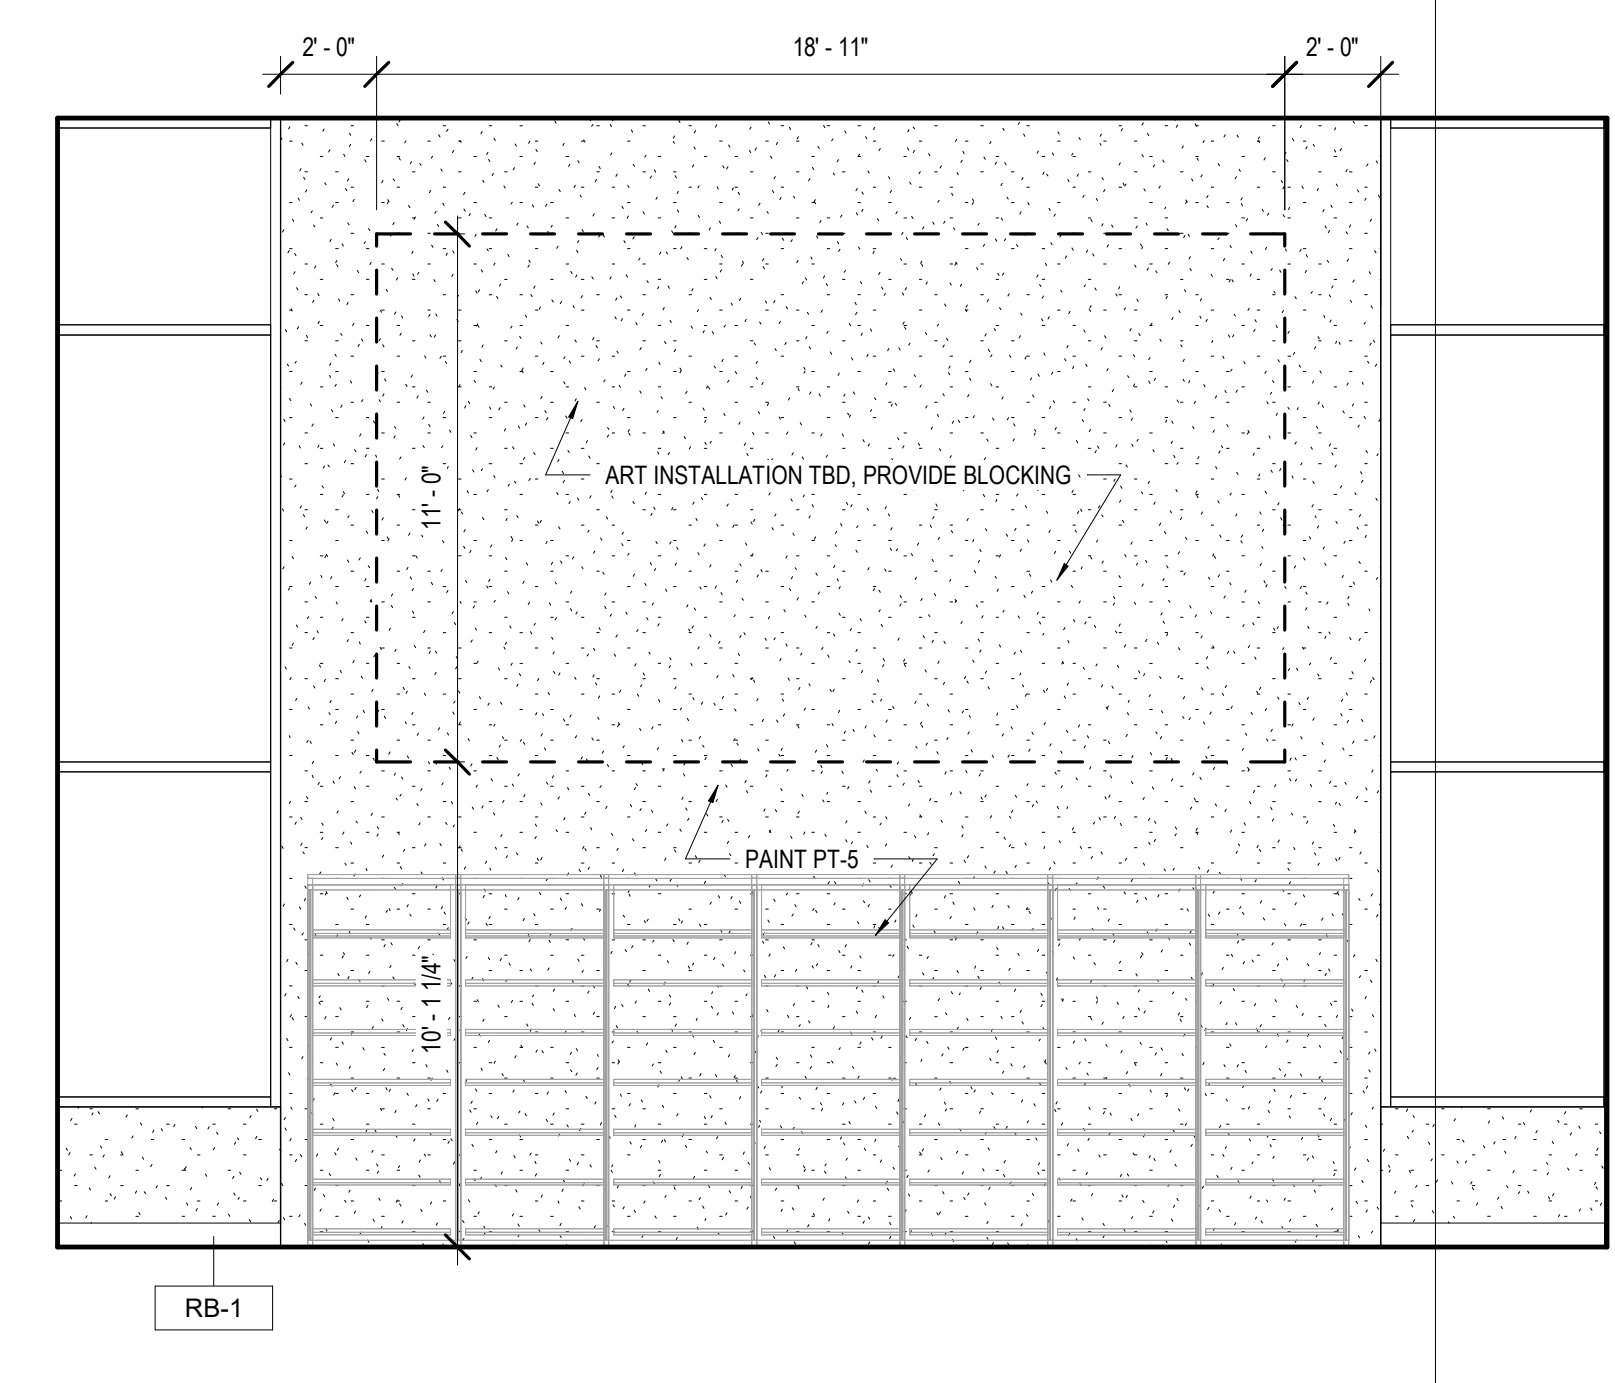 2' - 0"
18' - 11"
2' - 0"
11' - 0"
ART INSTALLATION TBD, PROVIDE BLOCKING
PAINT PT-5
10' - 1 1/4"
RB-1